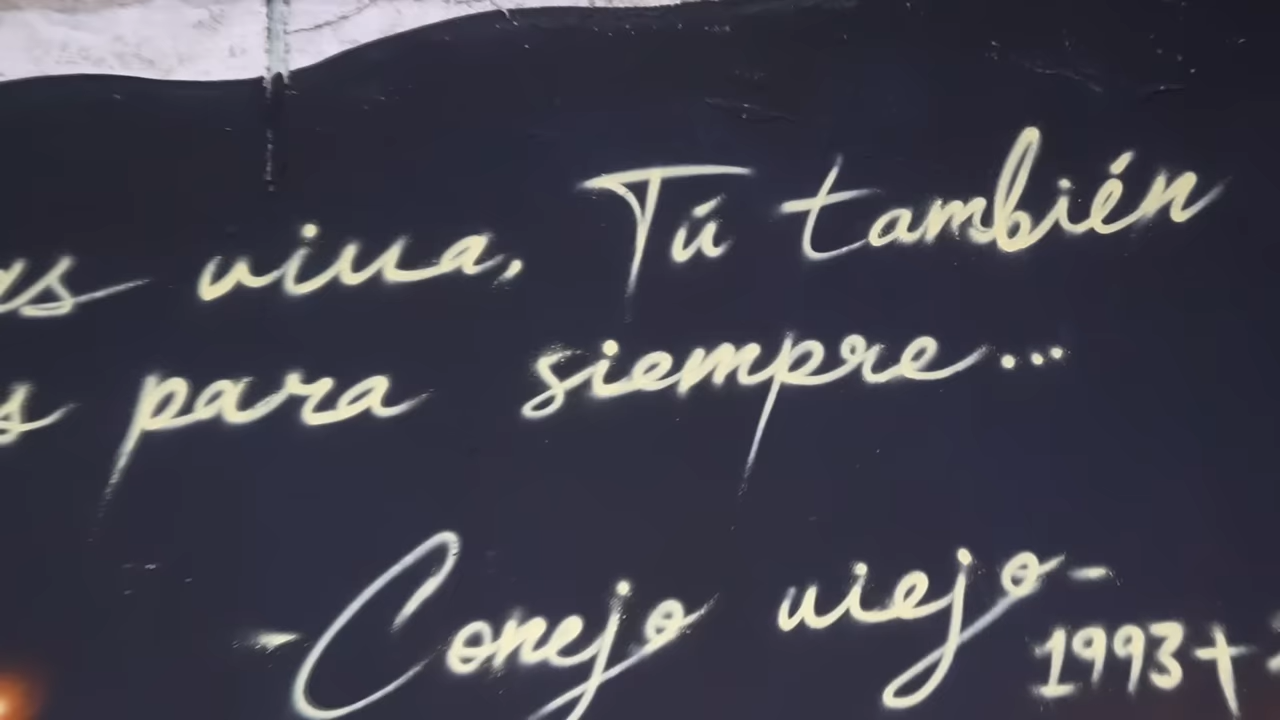 viva, Tú también
para siempre...
-Conejo viejo-
1993+